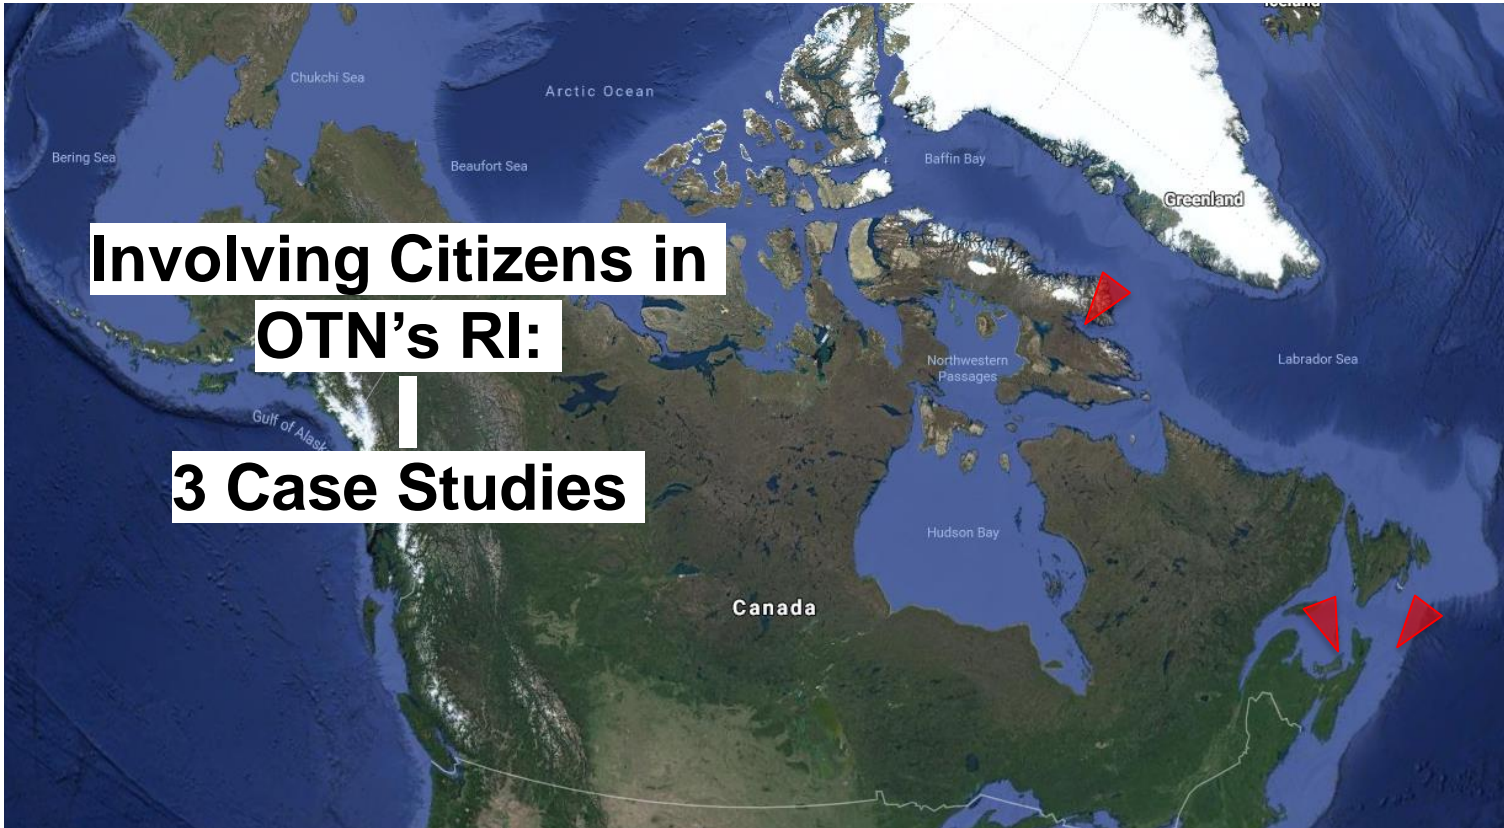 Iceland
Chukchi Sea
Arctic Ocean
Bering Sea
Beaufort Sea
Baffin Bay
Greenland
Involving Citizens in
OTN’s RI:
3 Case Studies
Northwestern
Passages
Labrador Sea
Gulf of Alask
Hudson Bay
Canada